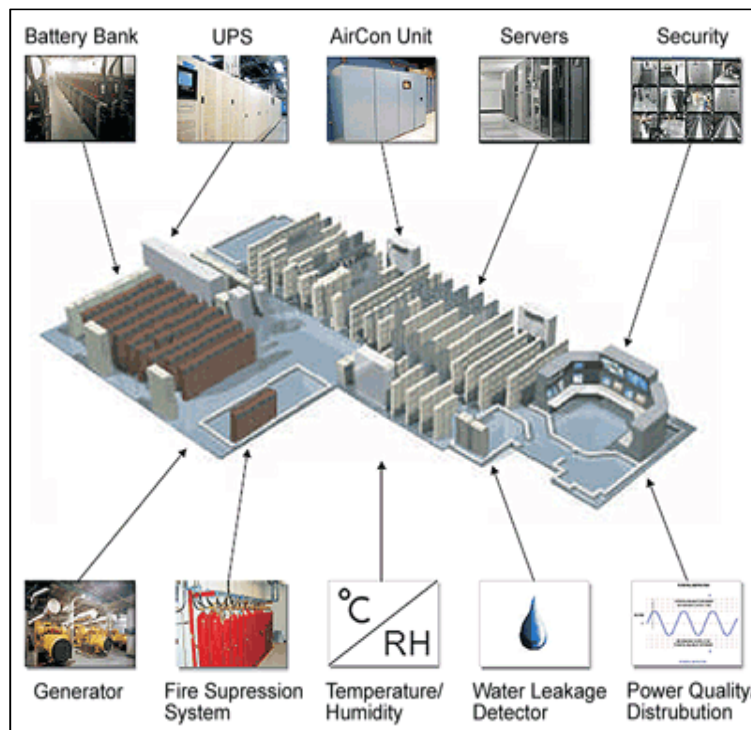 Battery Bank
UPS
AirCon Unit
Servers
Security
°C
RH
Generator
Fire Supression
System
Temperature/
Humidity
Water Leakage
Detector
Power Quality/
Distrubution